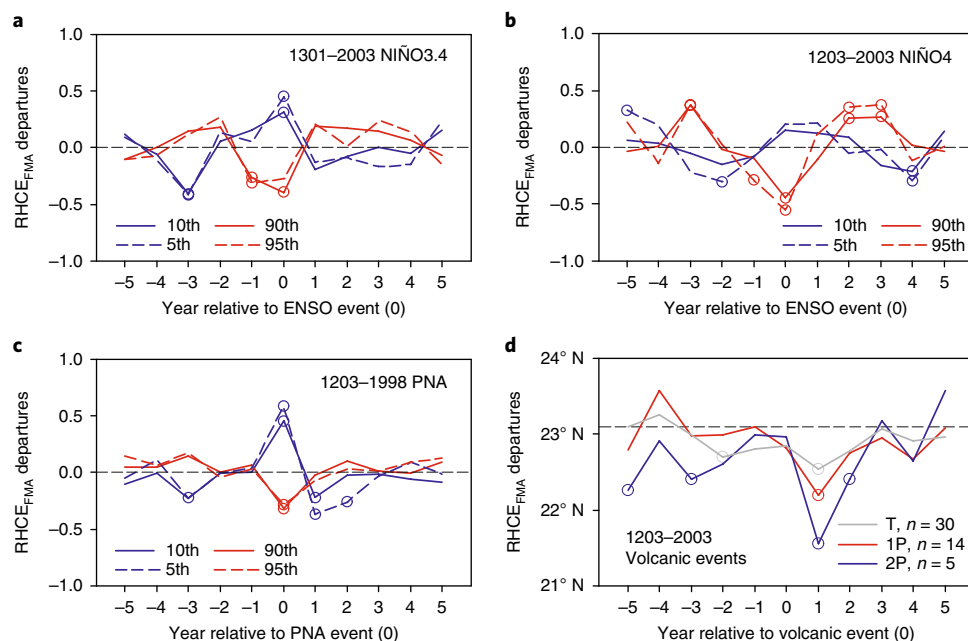 a
1.0
0.5
0.0
–0.5
–1.0
RHCE_FMA departures
1301–2003 NIÑO3.4
10th
5th
90th
95th
–5 –4 –3 –2 –1 0 1 2 3 4 5
Year relative to ENSO event (0)
b
1.0
0.5
0.0
–0.5
–1.0
RHCE_FMA departures
1203–2003 NIÑO4
10th
5th
90th
95th
–5 –4 –3 –2 –1 0 1 2 3 4 5
Year relative to ENSO event (0)
c
1.0
0.5
0.0
–0.5
–1.0
RHCE_FMA departures
1203–1998 PNA
10th
5th
90th
95th
–5 –4 –3 –2 –1 0 1 2 3 4 5
Year relative to PNA event (0)
d
24° N
23° N
22° N
21° N
RHCE_FMA departures
1203–2003
Volcanic events
T, n = 30
1P, n = 14
2P, n = 5
–5 –4 –3 –2 –1 0 1 2 3 4 5
Year relative to volcanic event (0)